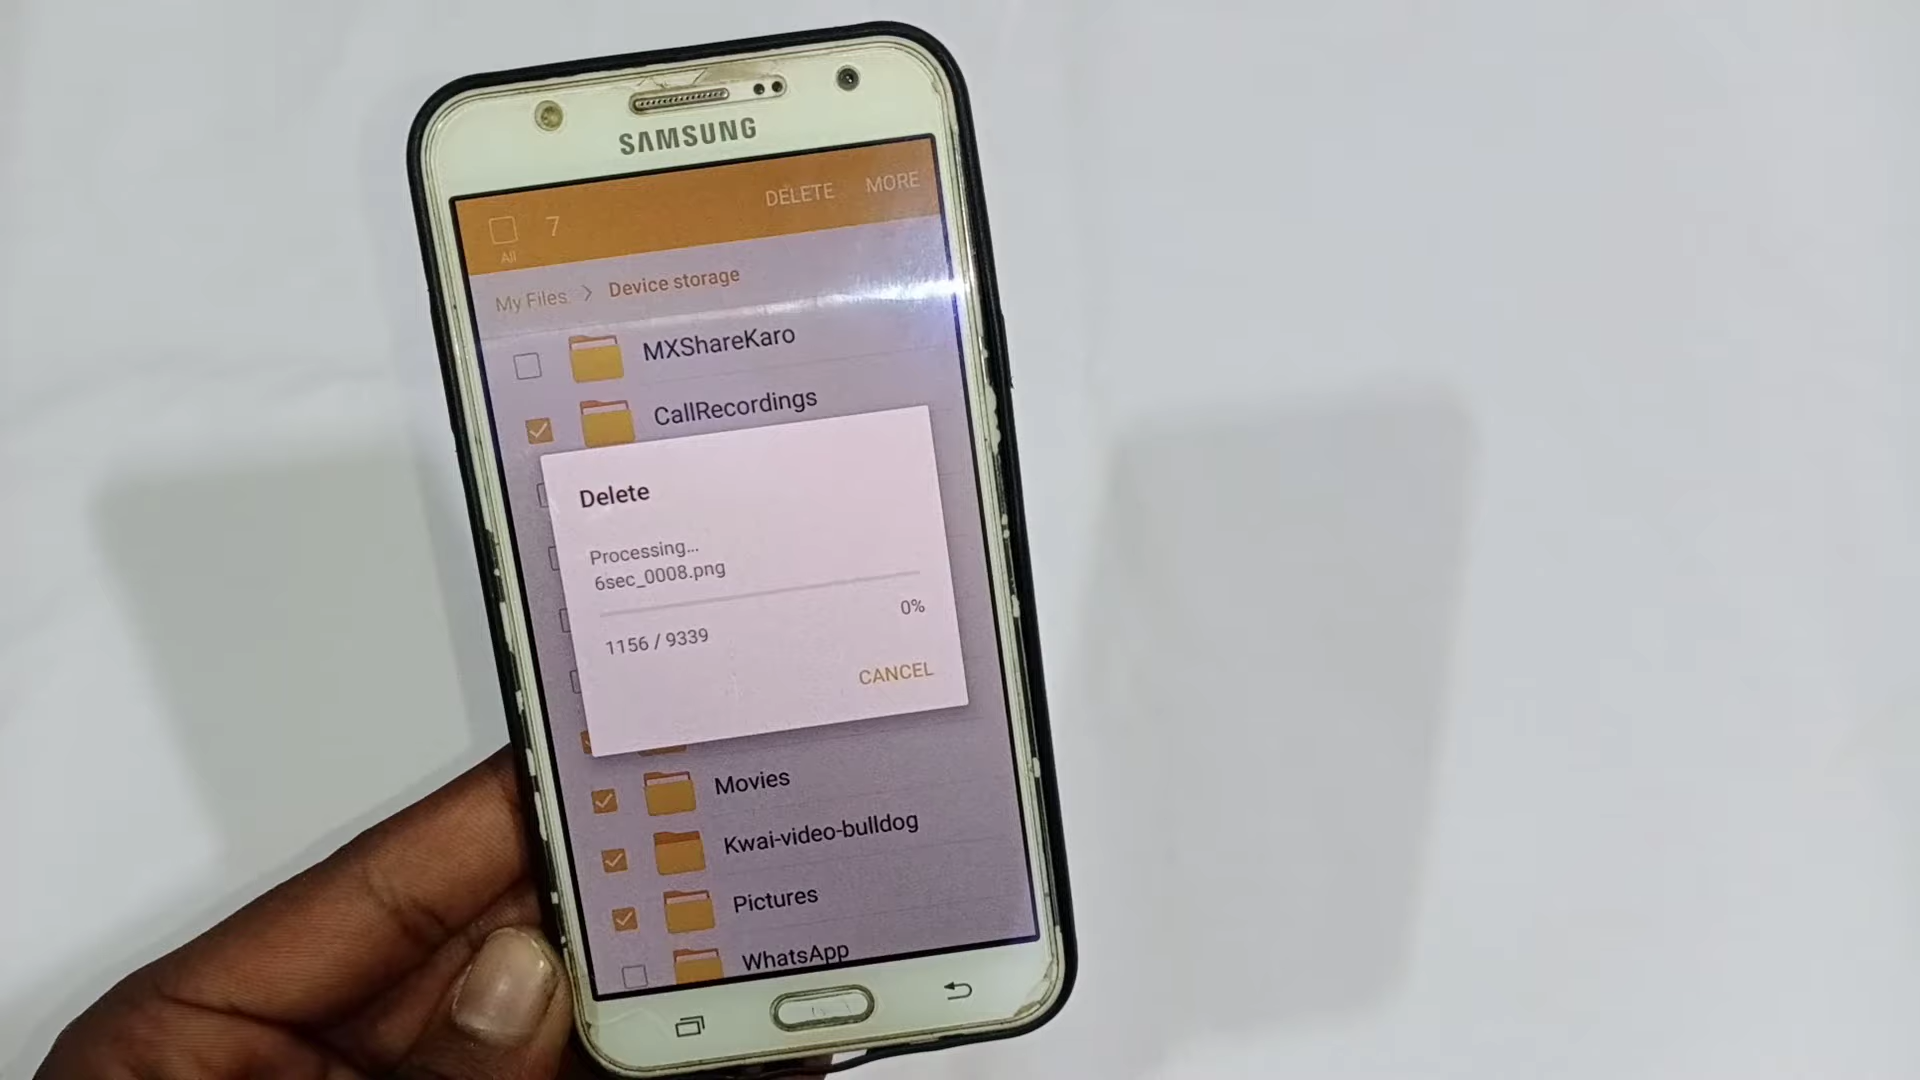 SAMSUNG
7
DELETE
MORE
All
My Files > Device storage
MXShareKaro
CallRecordings
Delete
Processing...
6sec_0008.png
0%
1156 / 9339
CANCEL
Movies
Kwai-video-bulldog
Pictures
WhatsApp